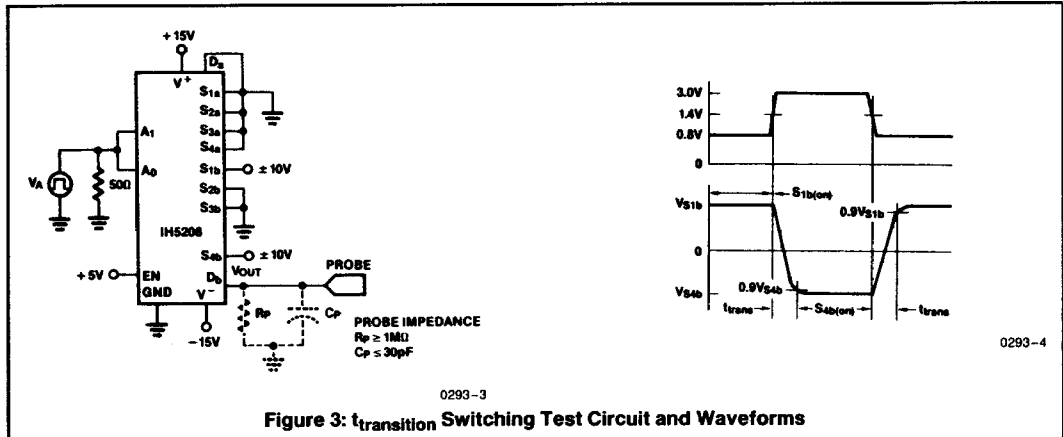 +15V
Da
V+
S1a
S2a
S3a
S4a
A1
A0
S1b ±10V
S2b
S3b
VA
50Ω
IH5208
S4b ±10V
VOUT
PROBE
+5V
EN
Db
GND
V−
RP
CP
−15V
PROBE IMPEDANCE
RP ≥ 1MΩ
CP ≤ 30pF
0293–3
3.0V
1.4V
0.8V
0
VS1b
S1b(on)
0.9VS1b
0
0.9VS4b
VS4b
ttrans
S4b(on)
ttrans
0293–4
Figure 3: ttransition Switching Test Circuit and Waveforms